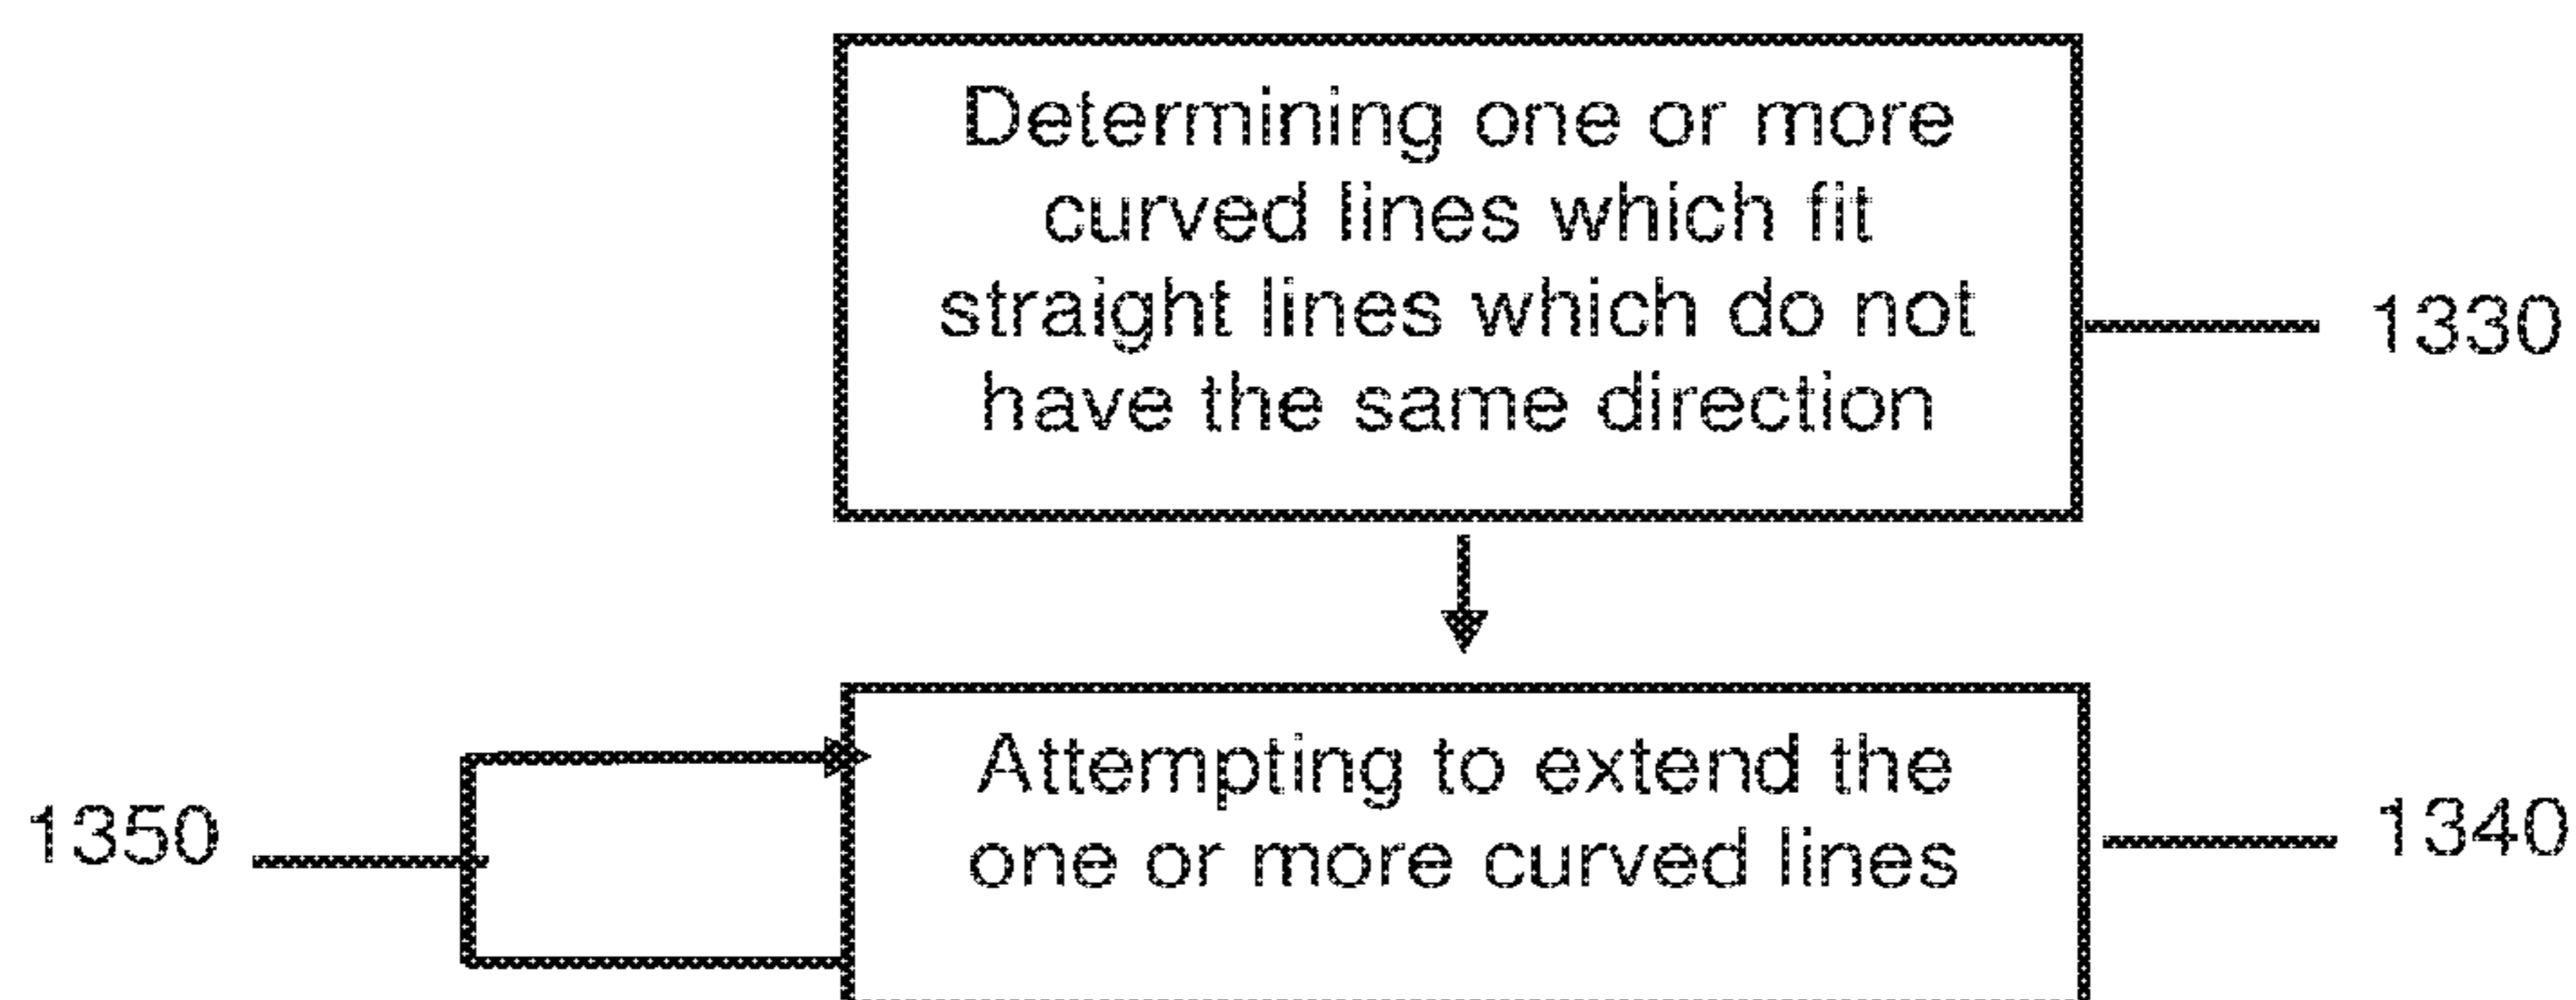 Determining one or more
curved lines which fit
straight lines which do not
have the same direction
1330
Attempting to extend the
one or more curved lines
1350
1340